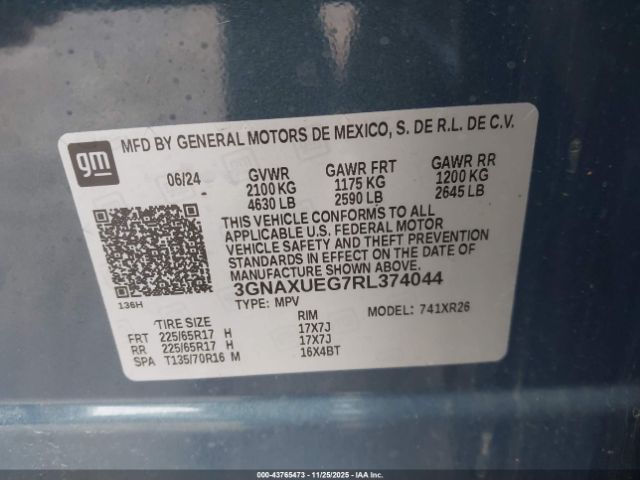 MFD BY GENERAL MOTORS DE MEXICO, S. DE R.L. DE C.V.
gm
06/24 GVWR GAWR FRT GAWR RR
2100 KG 1175 KG 1200 KG
4630 LB 2590 LB 2645 LB
THIS VEHICLE CONFORMS TO ALL
APPLICABLE U.S. FEDERAL MOTOR
VEHICLE SAFETY AND THEFT PREVENTION
STANDARDS IN EFFECT ON THE DATE OF
MANUFACTURE SHOWN ABOVE.
3GNAXUEG7RL374044
136H
TYPE: MPV MODEL: 741XR26
TIRE SIZE RIM
FRT 225/65R17 H 17X7J
RR 225/65R17 H 17X7J
SPA T135/70R16 M 16X4BT
© IAA - 43765473 - 11/25/2025 - IAAI.COM